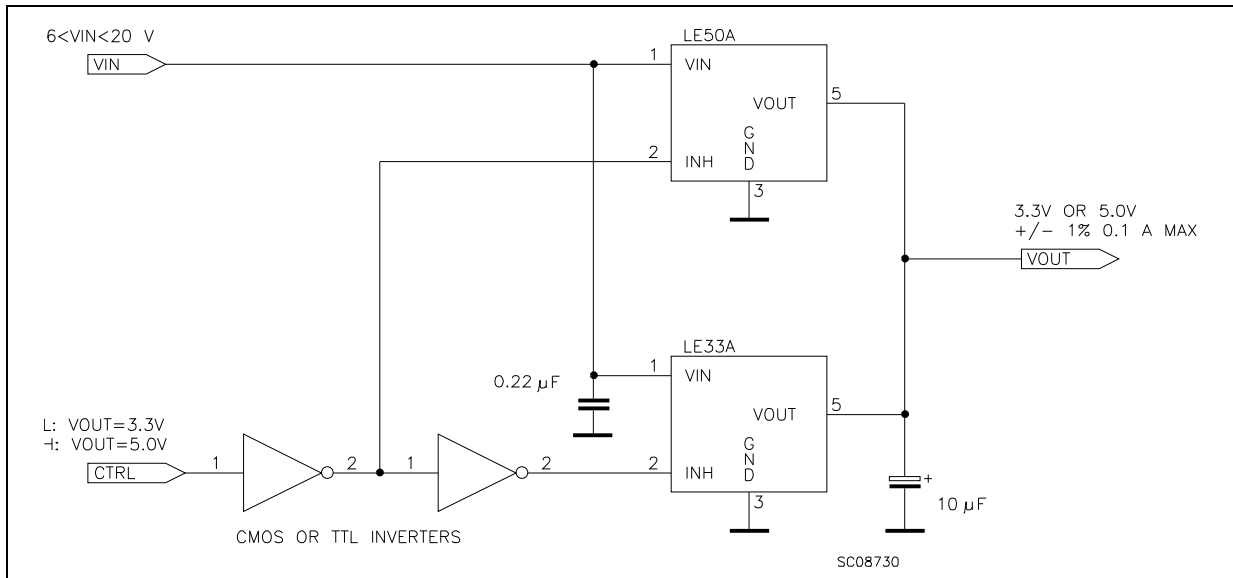 6<VIN<20 V
VIN
LE50A
1
VIN
VOUT
5
2
INH
GND
3
3.3V OR 5.0V
+/- 1% 0.1 A MAX
VOUT
LE33A
0.22 µF
1
VIN
VOUT
5
L: VOUT=3.3V
H: VOUT=5.0V
CTRL
1
2
1
2
2
INH
GND
3
+
10 µF
CMOS OR TTL INVERTERS
SC08730